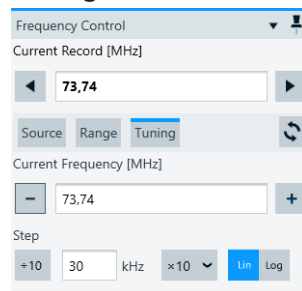 Frequency Control
Current Record [MHz]
73,74
Source Range Tuning
Current Frequency [MHz]
− 73,74 +
Step
÷10 30 kHz ×10 Lin Log